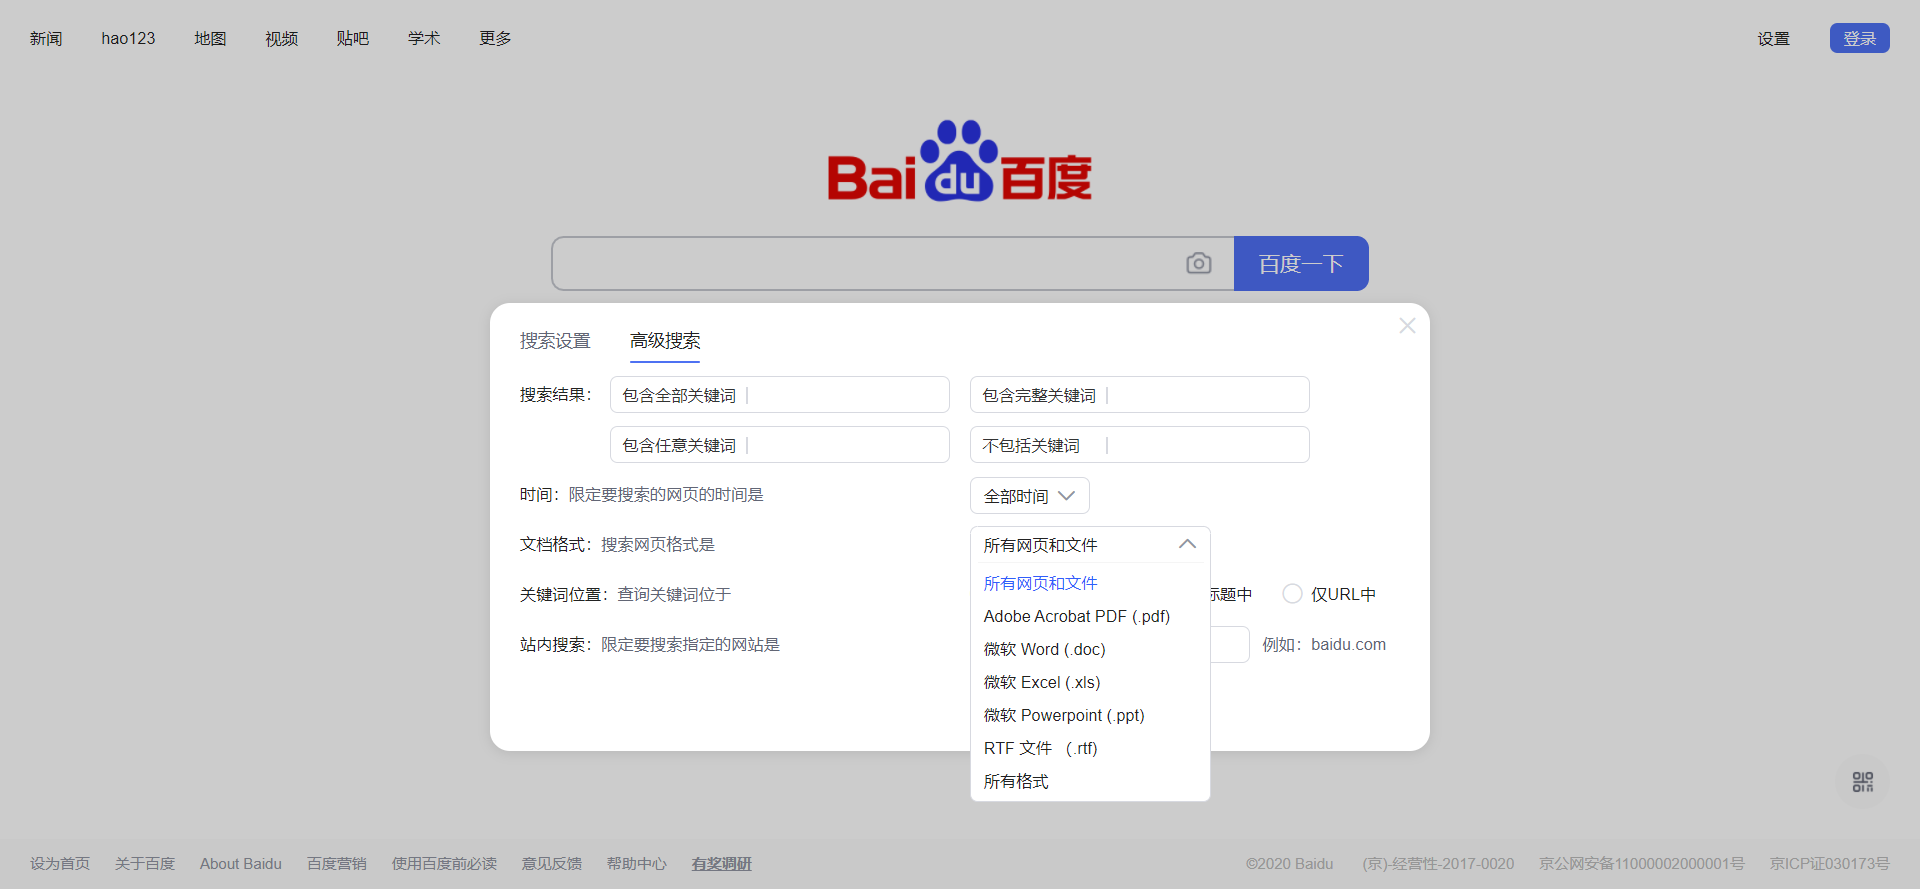 新闻 hao123 地图 视频 贴吧 学术 更多 设置 登录
Bai du 百度
百度一下
搜索设置 高级搜索
搜索结果： 包含全部关键词 包含完整关键词
包含任意关键词 不包括关键词
时间：限定要搜索的网页的时间是 全部时间
文档格式：搜索网页格式是 所有网页和文件
所有网页和文件
关键词位置：查询关键词位于 标题中 仅URL中
Adobe Acrobat PDF (.pdf)
站内搜索：限定要搜索指定的网站是 例如：baidu.com
微软 Word (.doc)
微软 Excel (.xls)
微软 Powerpoint (.ppt)
RTF 文件 (.rtf)
所有格式
设为首页 关于百度 About Baidu 百度营销 使用百度前必读 意见反馈 帮助中心 有奖调研 ©2020 Baidu (京)-经营性-2017-0020 京公网安备11000002000001号 京ICP证030173号